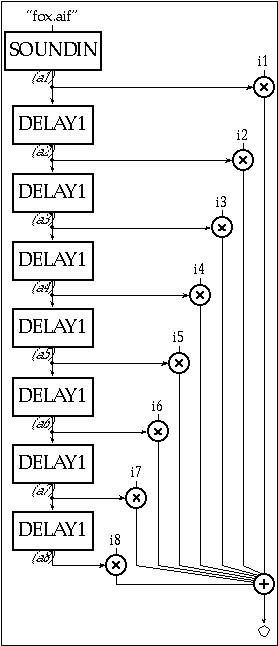 "fox.aif"
SOUNDIN
(a1)
i1
DELAY1
(a2)
i2
DELAY1
(a3)
i3
DELAY1
(a4)
i4
DELAY1
(a5)
i5
DELAY1
(a6)
i6
DELAY1
(a7)
i7
DELAY1
(a8)
i8